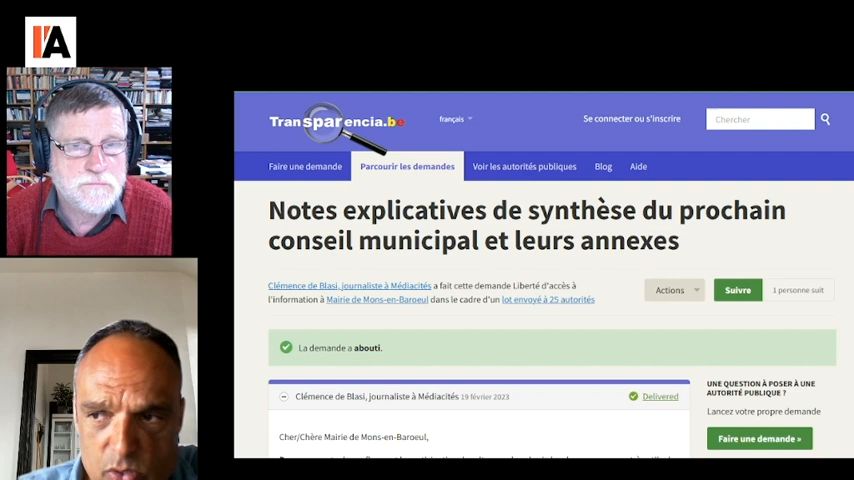 I'A
Transparencia.be
français
Se connecter ou s'inscrire
Chercher
Faire une demande
Parcourir les demandes
Voir les autorités publiques
Blog
Aide
Notes explicatives de synthèse du prochain
conseil municipal et leurs annexes
Clémence de Blasi, journaliste à Médiacités a fait cette demande Liberté d'accès à
l'information à Mairie de Mons-en-Baroeul dans le cadre d'un lot envoyé à 25 autorités
Actions
Suivre
1 personne suit
La demande a abouti.
Clémence de Blasi, journaliste à Médiacités 19 février 2023
Delivered
Cher/Chère Mairie de Mons-en-Baroeul,
UNE QUESTION À POSER À UNE
AUTORITÉ PUBLIQUE ?
Lancez votre propre demande
Faire une demande »